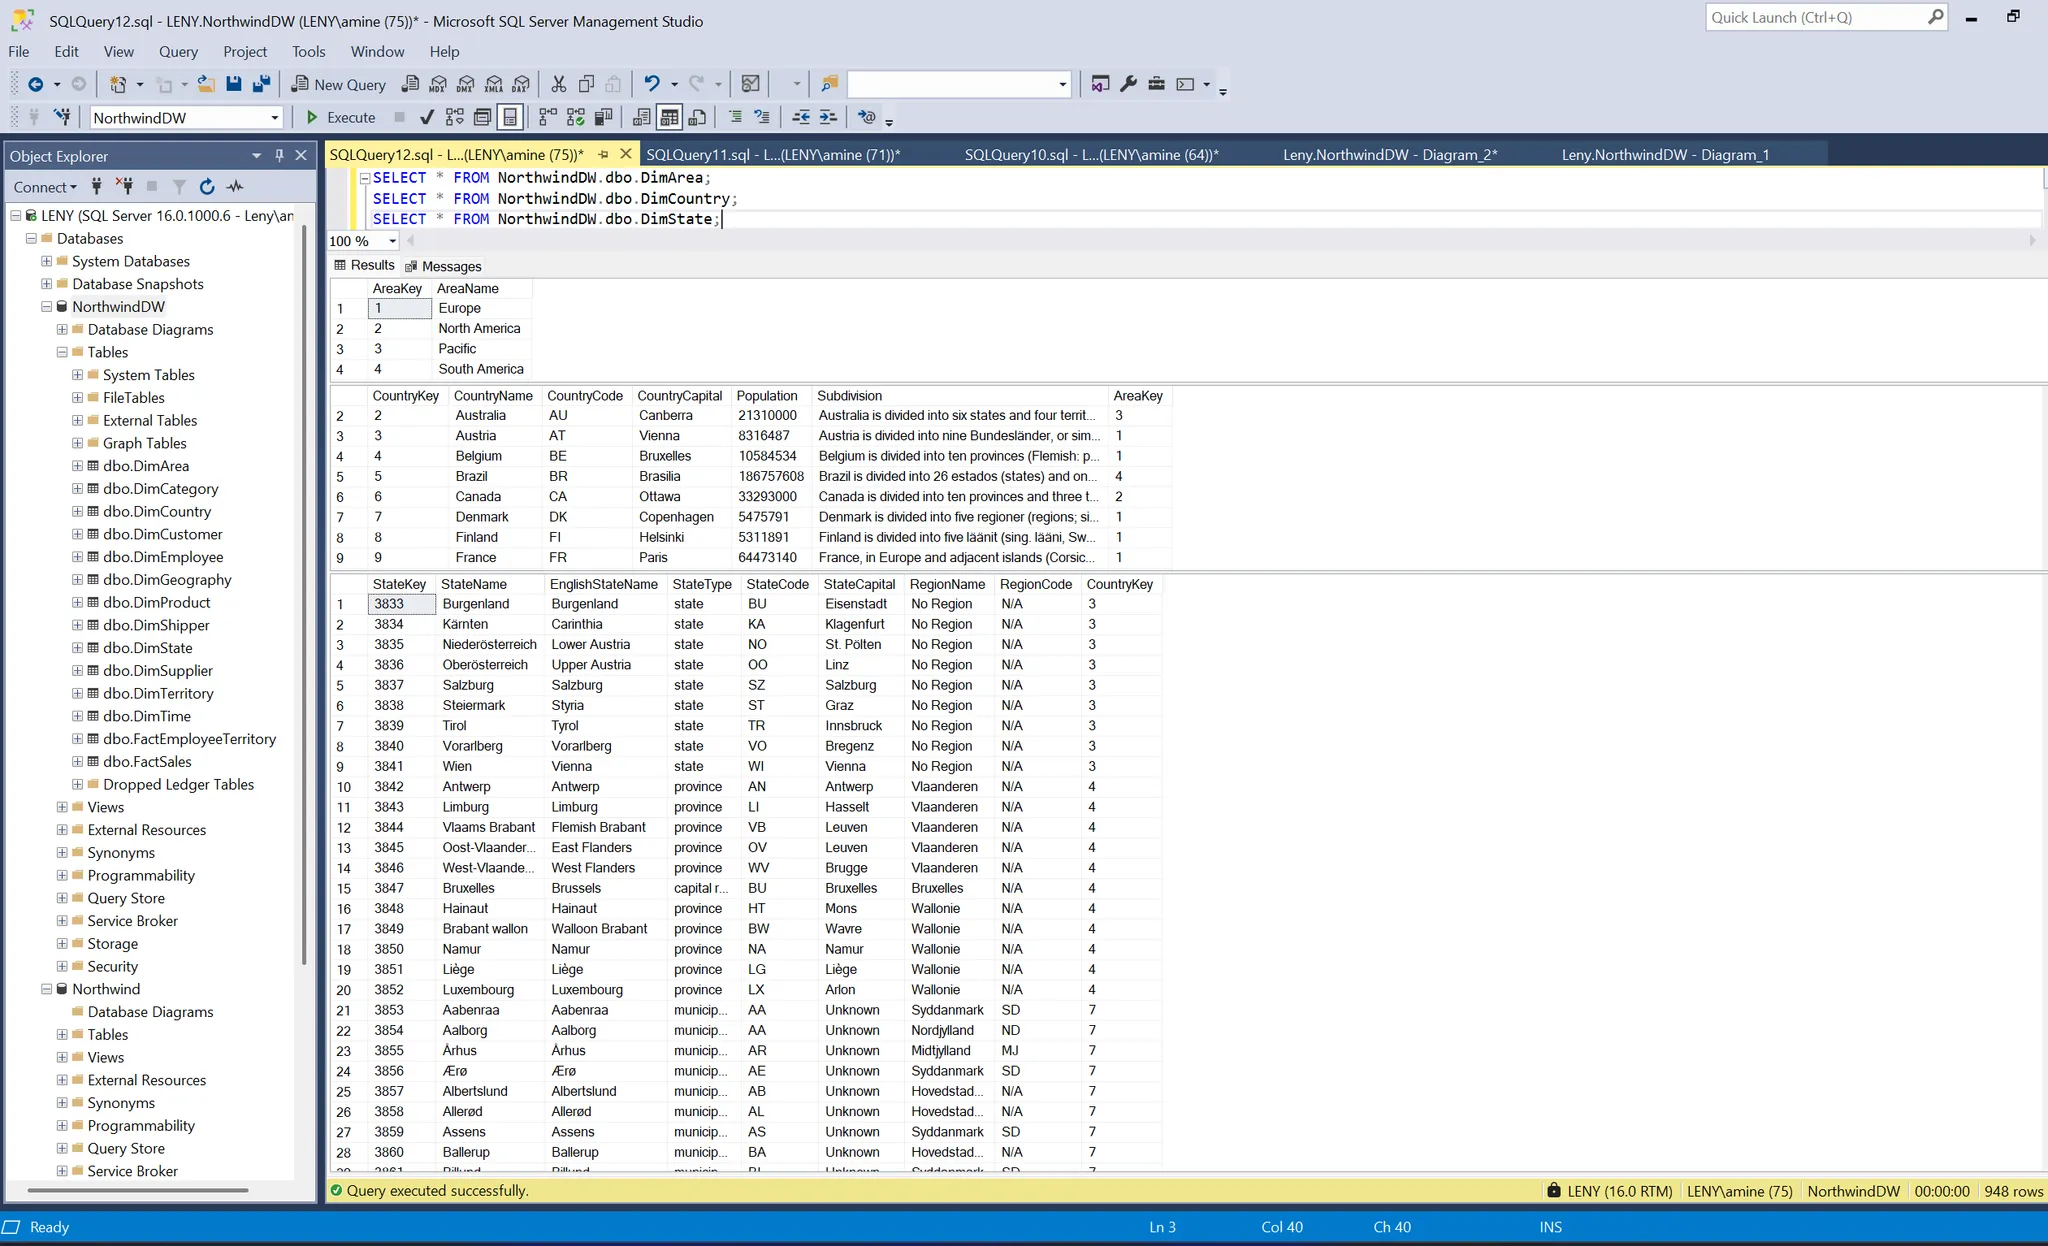 SQLQuery12.sql - LENY.NorthwindDW (LENY\amine (75))* - Microsoft SQL Server Management Studio
Quick Launch (Ctrl+Q)
File Edit View Query Project Tools Window Help
New Query MDX DMX XMLA DAX
NorthwindDW Execute
Object Explorer
Connect
LENY (SQL Server 16.0.1000.6 - Leny\an
Databases
System Databases
Database Snapshots
NorthwindDW
Database Diagrams
Tables
System Tables
FileTables
External Tables
Graph Tables
dbo.DimArea
dbo.DimCategory
dbo.DimCountry
dbo.DimCustomer
dbo.DimEmployee
dbo.DimGeography
dbo.DimProduct
dbo.DimShipper
dbo.DimState
dbo.DimSupplier
dbo.DimTerritory
dbo.DimTime
dbo.FactEmployeeTerritory
dbo.FactSales
Dropped Ledger Tables
Views
External Resources
Synonyms
Programmability
Query Store
Service Broker
Storage
Security
Northwind
Database Diagrams
Tables
Views
External Resources
Synonyms
Programmability
Query Store
Service Broker
SQLQuery12.sql - L...(LENY\amine (75))* SQLQuery11.sql - L...(LENY\amine (71))* SQLQuery10.sql - L...(LENY\amine (64))* Leny.NorthwindDW - Diagram_2* Leny.NorthwindDW - Diagram_1
SELECT * FROM NorthwindDW.dbo.DimArea;
SELECT * FROM NorthwindDW.dbo.DimCountry;
SELECT * FROM NorthwindDW.dbo.DimState;
100 %
Results Messages
AreaKey AreaName
1 1 Europe
2 2 North America
3 3 Pacific
4 4 South America
CountryKey CountryName CountryCode CountryCapital Population Subdivision AreaKey
2 2 Australia AU Canberra 21310000 Australia is divided into six states and four territ... 3
3 3 Austria AT Vienna 8316487 Austria is divided into nine Bundesländer, or sim... 1
4 4 Belgium BE Bruxelles 10584534 Belgium is divided into ten provinces (Flemish: p... 1
5 5 Brazil BR Brasilia 186757608 Brazil is divided into 26 estados (states) and on... 4
6 6 Canada CA Ottawa 33293000 Canada is divided into ten provinces and three t... 2
7 7 Denmark DK Copenhagen 5475791 Denmark is divided into five regioner (regions; si... 1
8 8 Finland FI Helsinki 5311891 Finland is divided into five läänit (sing. lääni, Sw... 1
9 9 France FR Paris 64473140 France, in Europe and adjacent islands (Corsic... 1
StateKey StateName EnglishStateName StateType StateCode StateCapital RegionName RegionCode CountryKey
1 3833 Burgenland Burgenland state BU Eisenstadt No Region N/A 3
2 3834 Kärnten Carinthia state KA Klagenfurt No Region N/A 3
3 3835 Niederösterreich Lower Austria state NO St. Pölten No Region N/A 3
4 3836 Oberösterreich Upper Austria state OO Linz No Region N/A 3
5 3837 Salzburg Salzburg state SZ Salzburg No Region N/A 3
6 3838 Steiermark Styria state ST Graz No Region N/A 3
7 3839 Tirol Tyrol state TR Innsbruck No Region N/A 3
8 3840 Vorarlberg Vorarlberg state VO Bregenz No Region N/A 3
9 3841 Wien Vienna state WI Vienna No Region N/A 3
10 3842 Antwerp Antwerp province AN Antwerp Vlaanderen N/A 4
11 3843 Limburg Limburg province LI Hasselt Vlaanderen N/A 4
12 3844 Vlaams Brabant Flemish Brabant province VB Leuven Vlaanderen N/A 4
13 3845 Oost-Vlaander... East Flanders province OV Leuven Vlaanderen N/A 4
14 3846 West-Vlaande... West Flanders province WV Brugge Vlaanderen N/A 4
15 3847 Bruxelles Brussels capital r... BU Bruxelles Bruxelles N/A 4
16 3848 Hainaut Hainaut province HT Mons Wallonie N/A 4
17 3849 Brabant wallon Walloon Brabant province BW Wavre Wallonie N/A 4
18 3850 Namur Namur province NA Namur Wallonie N/A 4
19 3851 Liège Liège province LG Liège Wallonie N/A 4
20 3852 Luxembourg Luxembourg province LX Arlon Wallonie N/A 4
21 3853 Aabenraa Aabenraa municip... AA Unknown Syddanmark SD 7
22 3854 Aalborg Aalborg municip... AA Unknown Nordjylland ND 7
23 3855 Århus Århus municip... AR Unknown Midtjylland MJ 7
24 3856 Ærø Ærø municip... AE Unknown Syddanmark SD 7
25 3857 Albertslund Albertslund municip... AB Unknown Hovedstad... N/A 7
26 3858 Allerød Allerød municip... AL Unknown Hovedstad... N/A 7
27 3859 Assens Assens municip... AS Unknown Syddanmark SD 7
28 3860 Ballerup Ballerup municip... BA Unknown Hovedstad... N/A 7
Query executed successfully. LENY (16.0 RTM) LENY\amine (75) NorthwindDW 00:00:00 948 rows
Ready Ln 3 Col 40 Ch 40 INS